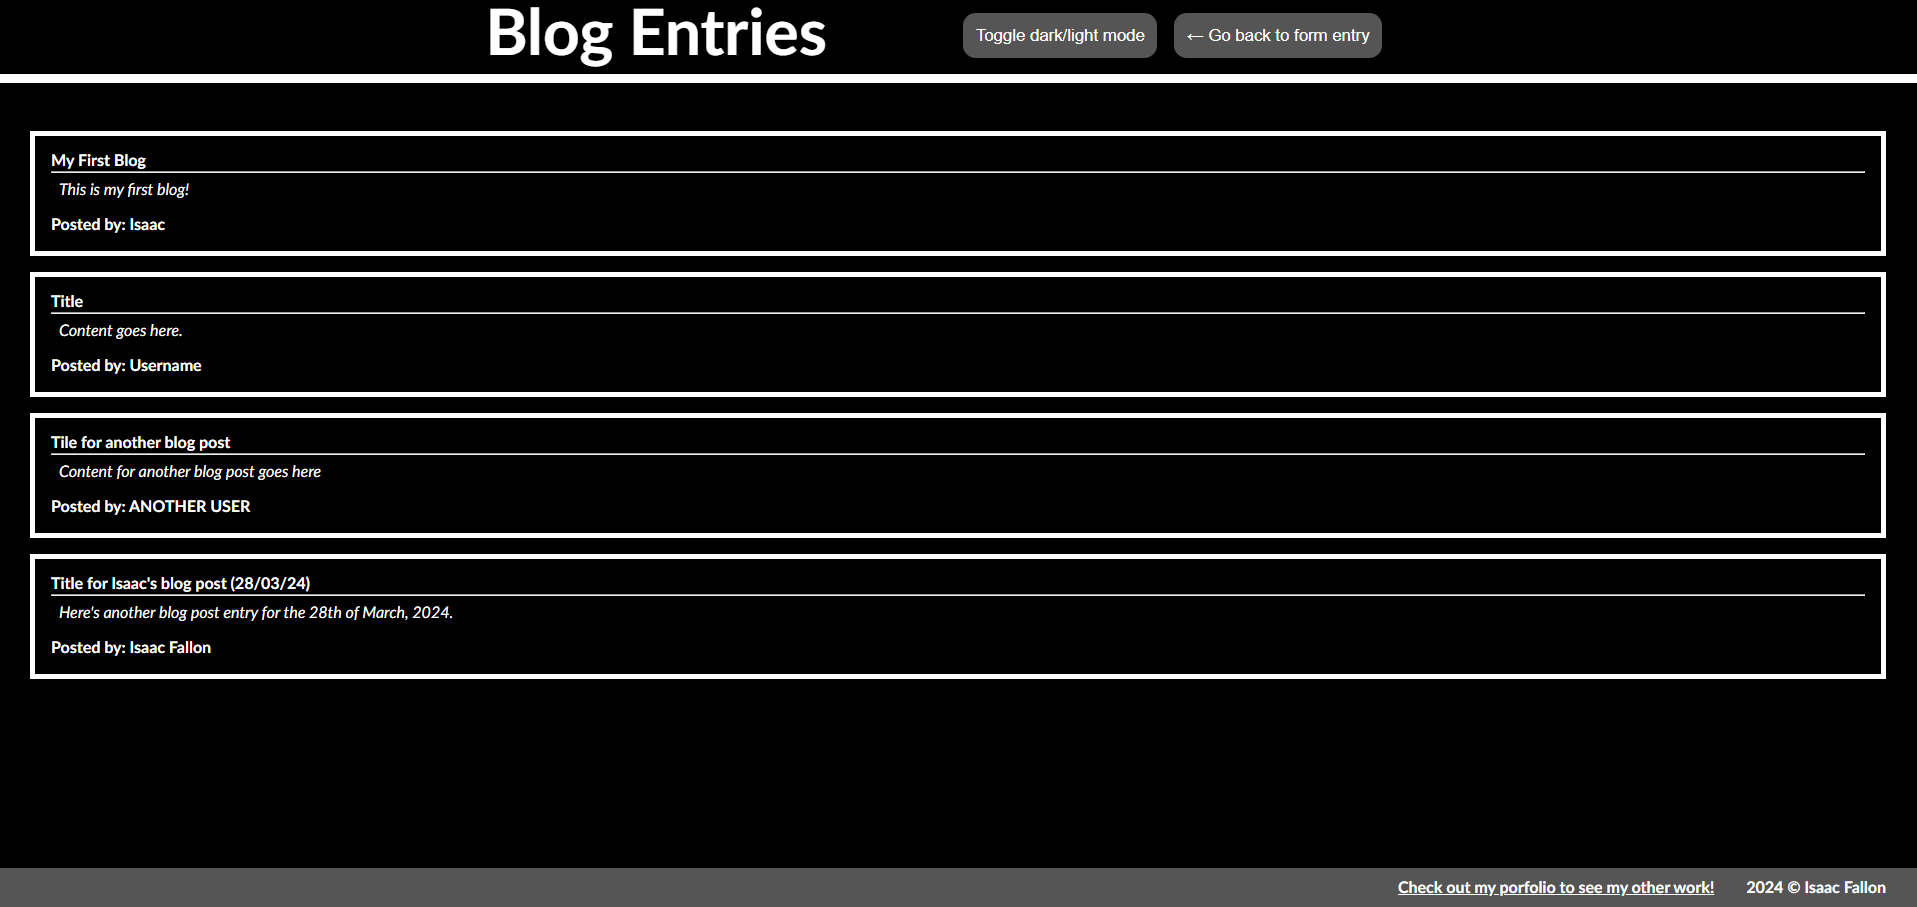 Blog Entries
Toggle dark/light mode
← Go back to form entry
My First Blog
This is my first blog!
Posted by: Isaac
Title
Content goes here.
Posted by: Username
Tile for another blog post
Content for another blog post goes here
Posted by: ANOTHER USER
Title for Isaac's blog post (28/03/24)
Here's another blog post entry for the 28th of March, 2024.
Posted by: Isaac Fallon
Check out my porfolio to see my other work!
2024 © Isaac Fallon